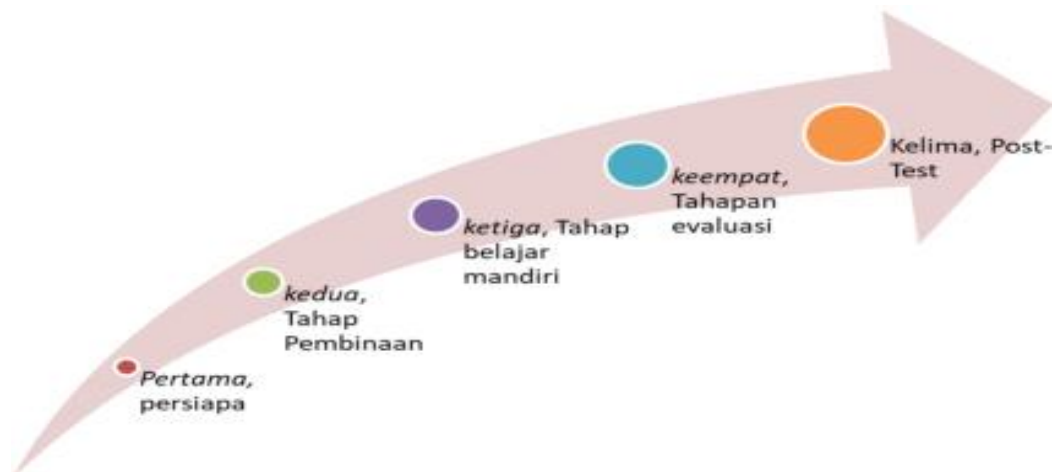 Pertama,
persiapa
kedua,
Tahap
Pembinaan
ketiga, Tahap
belajar
mandiri
keempat,
Tahapan
evaluasi
Kelima, Post-
Test